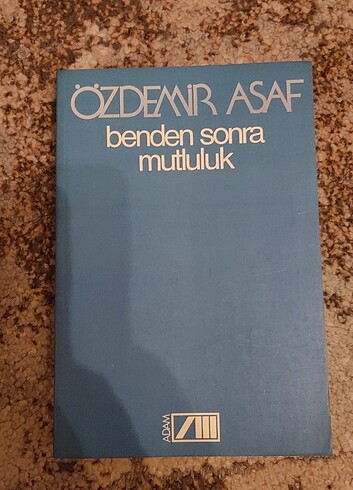 ÖZDEMİR ASAF
benden sonra
mutluluk
ADAM